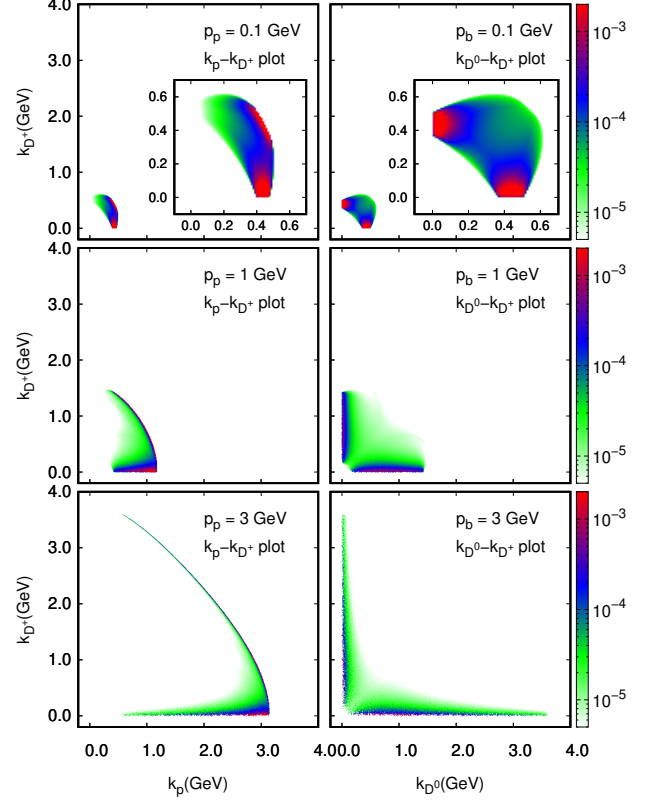 4.0
3.0
2.0
1.0
0.0
k_D⁺(GeV)
p_p = 0.1 GeV
k_p−k_D⁺ plot
0.6
0.4
0.2
0.0
0.0 0.2 0.4 0.6
p_b = 0.1 GeV
k_D⁰−k_D⁺ plot
0.6
0.4
0.2
0.0
0.0 0.2 0.4 0.6
10⁻³
10⁻⁴
10⁻⁵
4.0
3.0
2.0
1.0
0.0
k_D⁺(GeV)
p_p = 1 GeV
k_p−k_D⁺ plot
p_b = 1 GeV
k_D⁰−k_D⁺ plot
10⁻³
10⁻⁴
10⁻⁵
4.0
3.0
2.0
1.0
0.0
k_D⁺(GeV)
p_p = 3 GeV
k_p−k_D⁺ plot
p_b = 3 GeV
k_D⁰−k_D⁺ plot
10⁻³
10⁻⁴
10⁻⁵
0.0 1.0 2.0 3.0 4.00.0 1.0 2.0 3.0 4.0
k_p(GeV) k_D⁰(GeV)